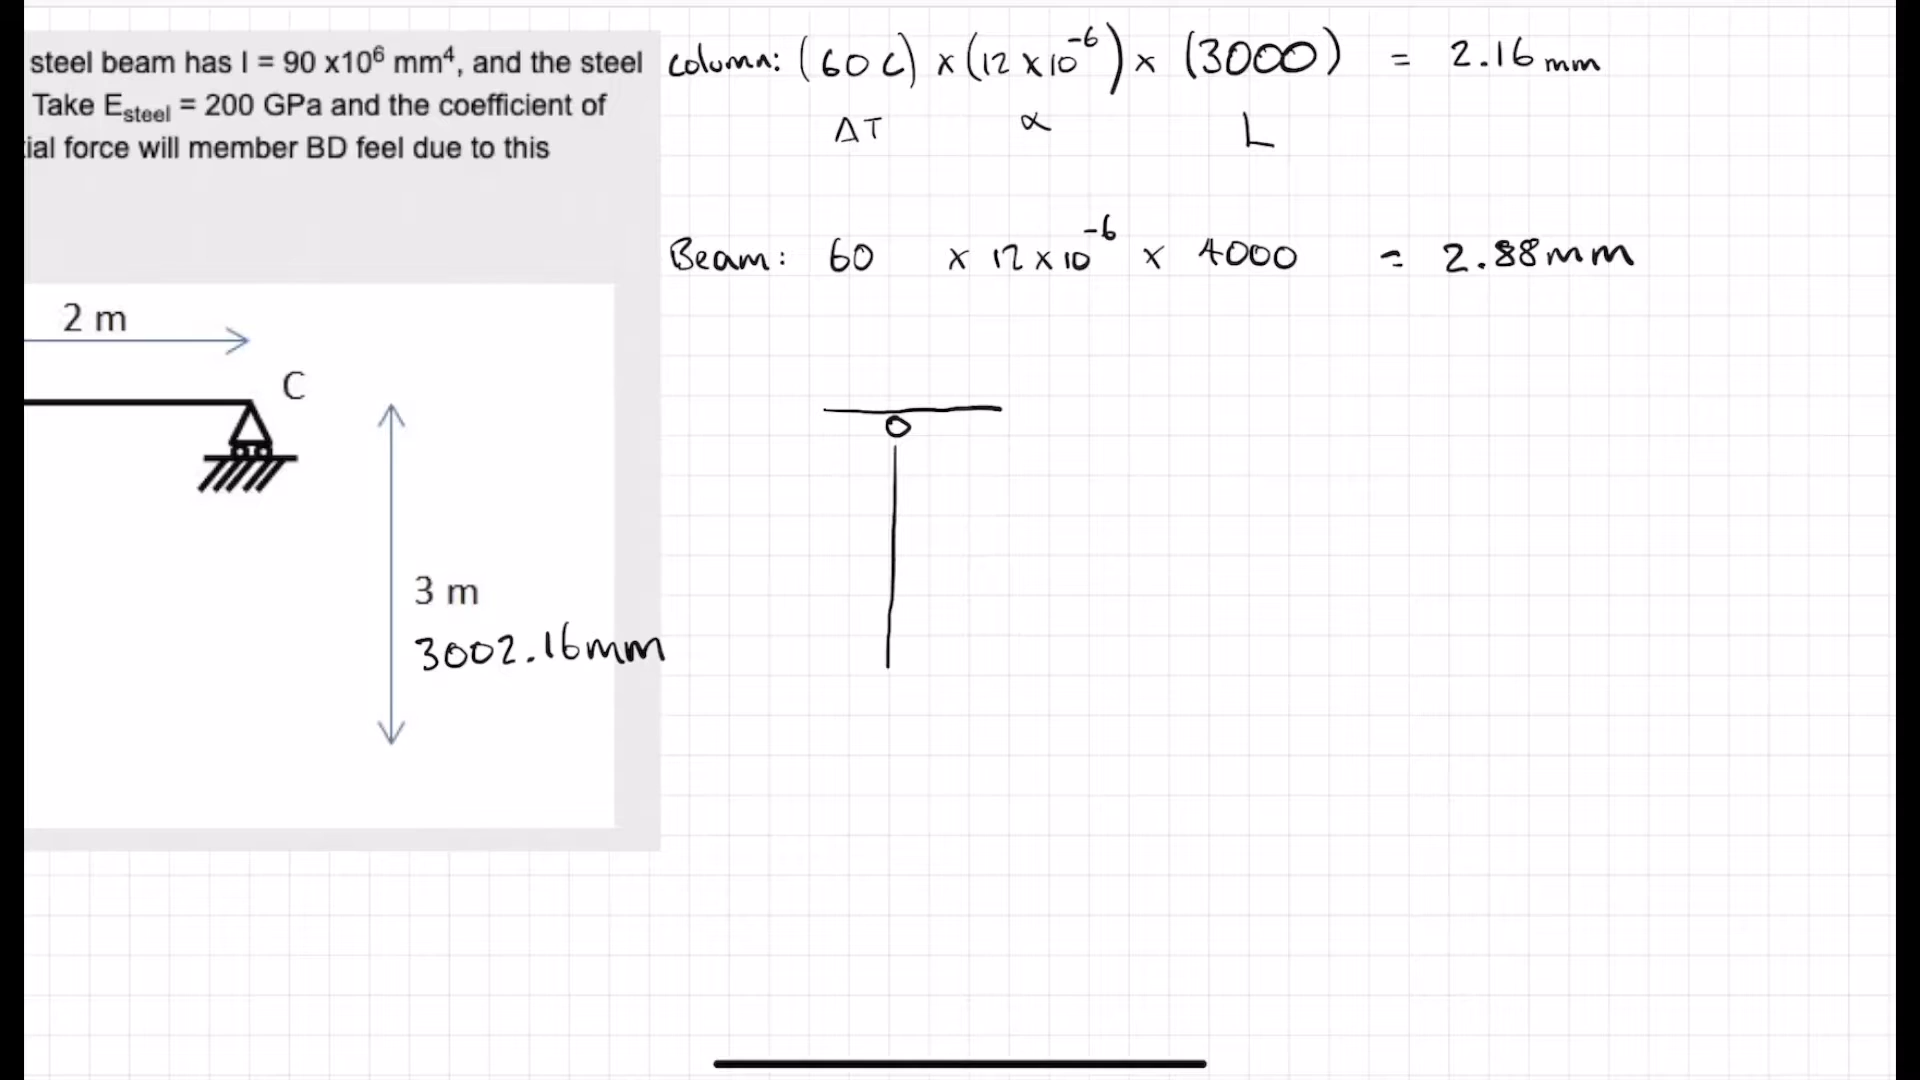 steel beam has I = 90 x10⁶ mm⁴, and the steel
Take Esteel = 200 GPa and the coefficient of
ial force will member BD feel due to this
column: (60 C) x (12 x 10⁻⁶) x (3000) = 2.16 mm
ΔT α L
Beam: 60 x 12 x 10⁻⁶ x 4000 = 2.88mm
2 m
C
3 m
3002.16mm